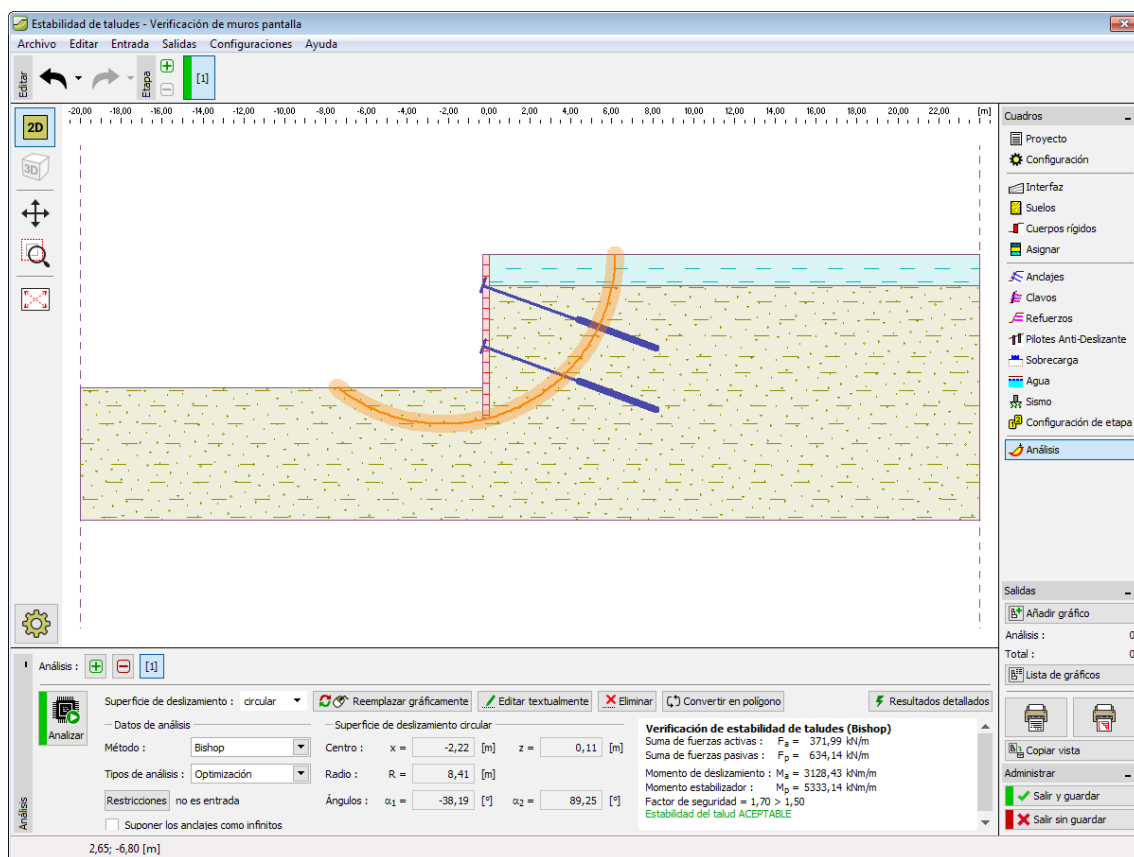 Estabilidad de taludes - Verificación de muros pantalla
Archivo Editar Entrada Salidas Configuraciones Ayuda
Editar
Etapa
[1]
-20,00 -18,00 -16,00 -14,00 -12,00 -10,00 -8,00 -6,00 -4,00 -2,00 0,00 2,00 4,00 6,00 8,00 10,00 12,00 14,00 16,00 18,00 20,00 22,00 [m]
2D
3D
Cuadros
Proyecto
Configuración
Interfaz
Suelos
Cuerpos rígidos
Asignar
Anclajes
Clavos
Refuerzos
Pilotes Anti-Deslizante
Sobrecarga
Agua
Sismo
Configuración de etapa
Análisis
Salidas
Añadir gráfico
Análisis : 0
Total : 0
Lista de gráficos
Copiar vista
Administrar
Salir y guardar
Salir sin guardar
Análisis
Análisis : [1]
Analizar
Superficie de deslizamiento : circular Reemplazar gráficamente Editar textualmente Eliminar Convertir en polígono Resultados detallados
Datos de análisis
Método : Bishop
Tipos de análisis : Optimización
Restricciones no es entrada
Suponer los anclajes como infinitos
Superficie de deslizamiento circular
Centro : x = -2,22 [m] z = 0,11 [m]
Radio : R = 8,41 [m]
Ángulos : α1 = -38,19 [°] α2 = 89,25 [°]
Verificación de estabilidad de taludes (Bishop)
Suma de fuerzas activas : Fa = 371,99 kN/m
Suma de fuerzas pasivas : Fp = 634,14 kN/m
Momento de deslizamiento : Ma = 3128,43 kNm/m
Momento estabilizador : Mp = 5333,14 kNm/m
Factor de seguridad = 1,70 > 1,50
Estabilidad del talud ACEPTABLE
2,65; -6,80 [m]